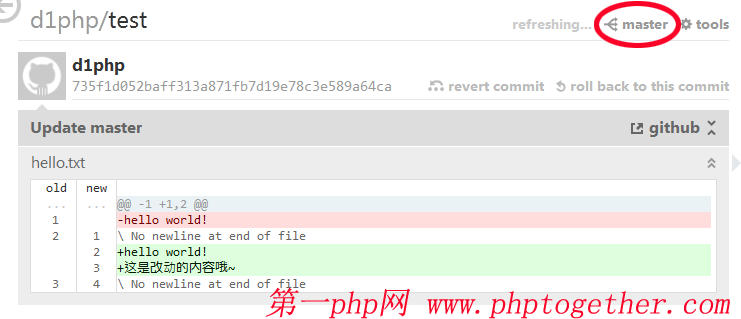 d1php/test
refreshing... master tools
d1php
735f1d052baff313a871fb7d19e78c3e589a64ca revert commit roll back to this commit
Update master github
hello.txt
old new
... ... @@ -1 +1,2 @@
1 -hello world!
2 1 \ No newline at end of file
2 +hello world!
3 +这是改动的内容哦~
3 4 \ No newline at end of file
第一php网 www.phptogether.com